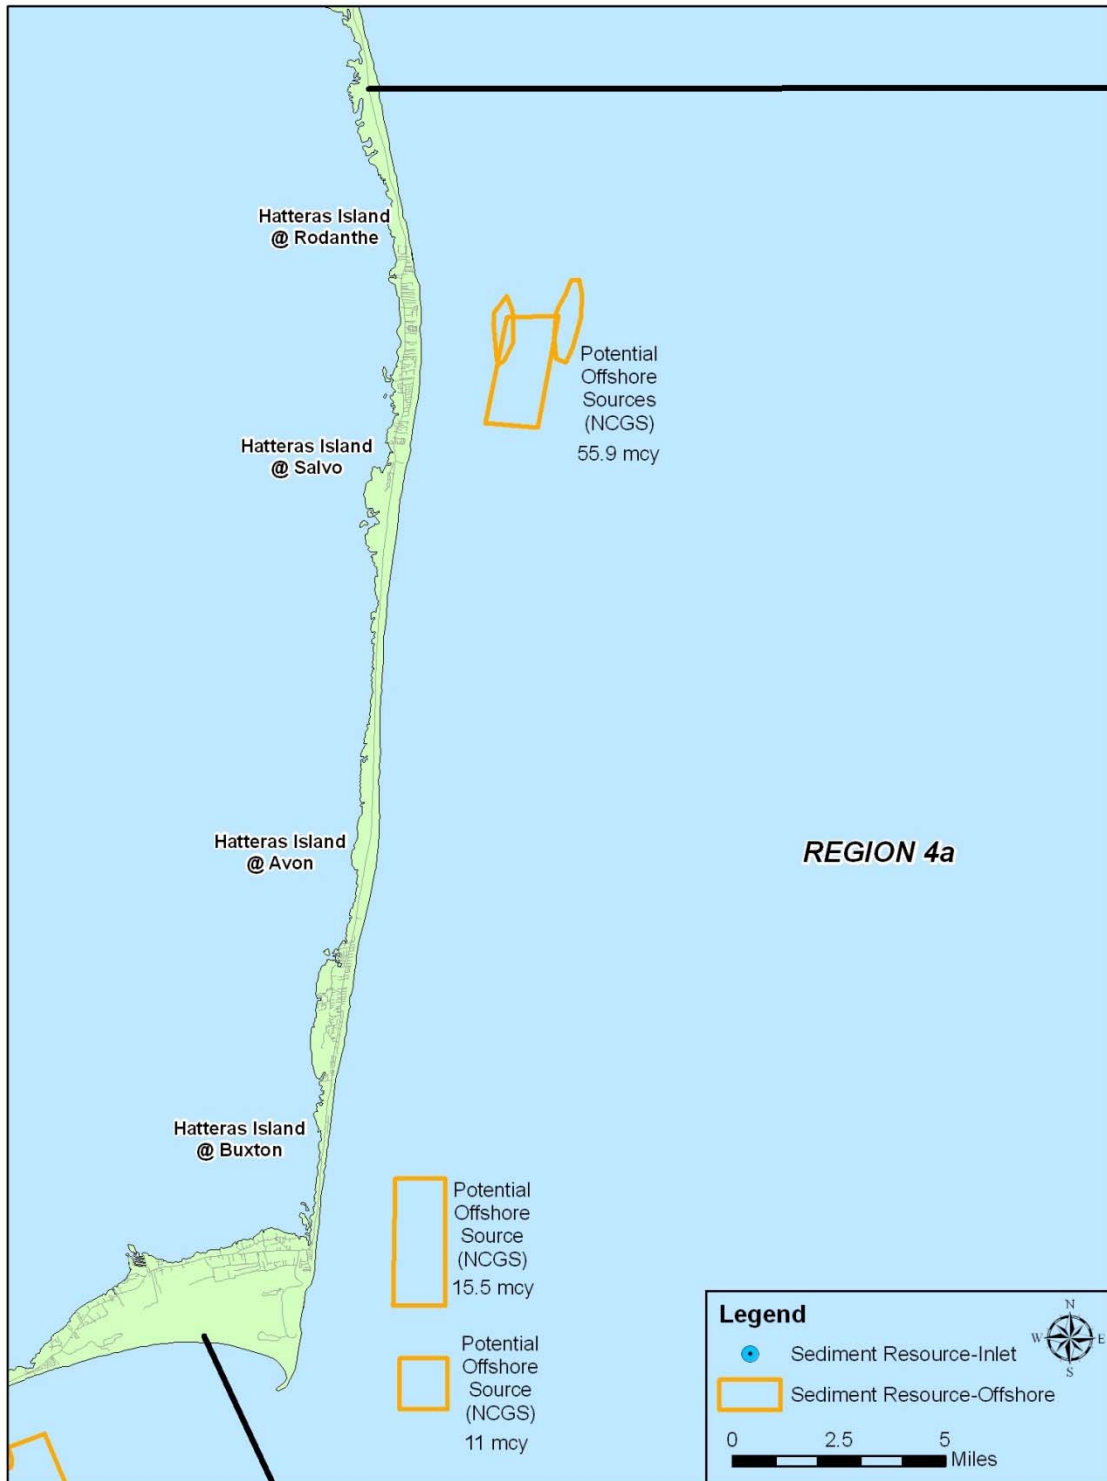 Hatteras Island
@ Rodanthe
Potential
Offshore
Sources
(NCGS)
55.9 mcy
Hatteras Island
@ Salvo
Hatteras Island
@ Avon
REGION 4a
Hatteras Island
@ Buxton
Potential
Offshore
Source
(NCGS)
15.5 mcy
Potential
Offshore
Source
(NCGS)
11 mcy
Legend
N
W E
S
Sediment Resource-Inlet
Sediment Resource-Offshore
0 2.5 5
Miles